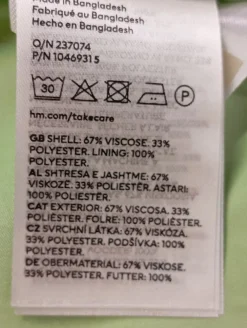 Made in Bangladesh
Fabriqué au Bangladesh
Hecho en Bangladesh
O/N 237074
P/N 10469315
30
P
hm.com/takecare
GB SHELL: 67% VISCOSE. 33%
POLYESTER. LINING: 100%
POLYESTER.
AL SHTRESA E JASHTME: 67%
VISKOZË. 33% POLIESTËR. ASTARI:
100% POLIESTËR.
CAT EXTERIOR: 67% VISCOSA. 33%
POLIÈSTER. FOLRE: 100% POLIÈSTER.
CZ SVRCHNÍ LÁTKA: 67% VISKÓZA.
33% POLYESTER. PODŠÍVKA: 100%
POLYESTER.
DE OBERMATERIAL: 67% VISKOSE.
33% POLYESTER. FUTTER: 100%